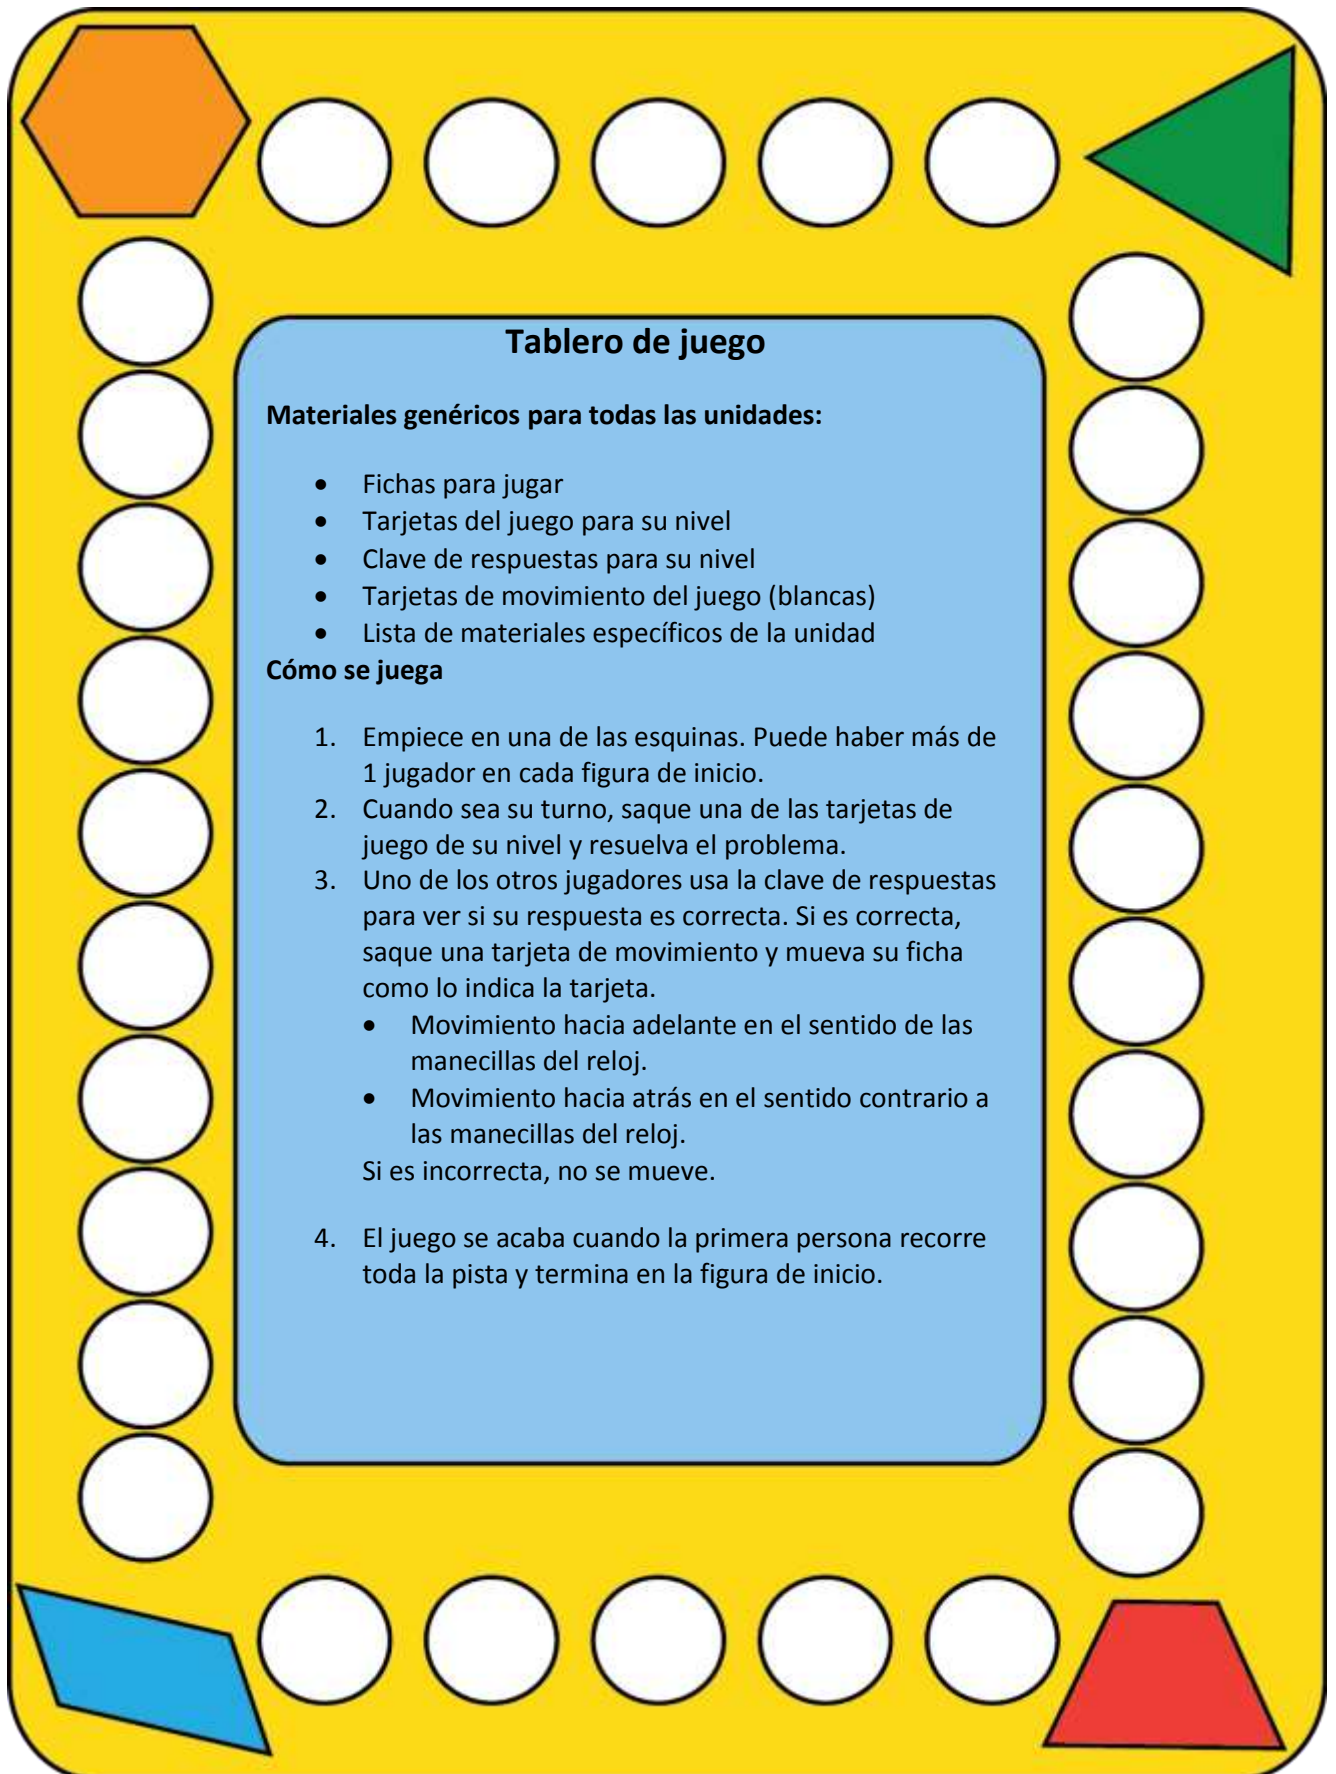 Tablero de juego
Materiales genéricos para todas las unidades:
• Fichas para jugar
• Tarjetas del juego para su nivel
• Clave de respuestas para su nivel
• Tarjetas de movimiento del juego (blancas)
• Lista de materiales específicos de la unidad
Cómo se juega
1. Empiece en una de las esquinas. Puede haber más de
1 jugador en cada figura de inicio.
2. Cuando sea su turno, saque una de las tarjetas de
juego de su nivel y resuelva el problema.
3. Uno de los otros jugadores usa la clave de respuestas
para ver si su respuesta es correcta. Si es correcta,
saque una tarjeta de movimiento y mueva su ficha
como lo indica la tarjeta.
• Movimiento hacia adelante en el sentido de las
manecillas del reloj.
• Movimiento hacia atrás en el sentido contrario a
las manecillas del reloj.
Si es incorrecta, no se mueve.
4. El juego se acaba cuando la primera persona recorre
toda la pista y termina en la figura de inicio.